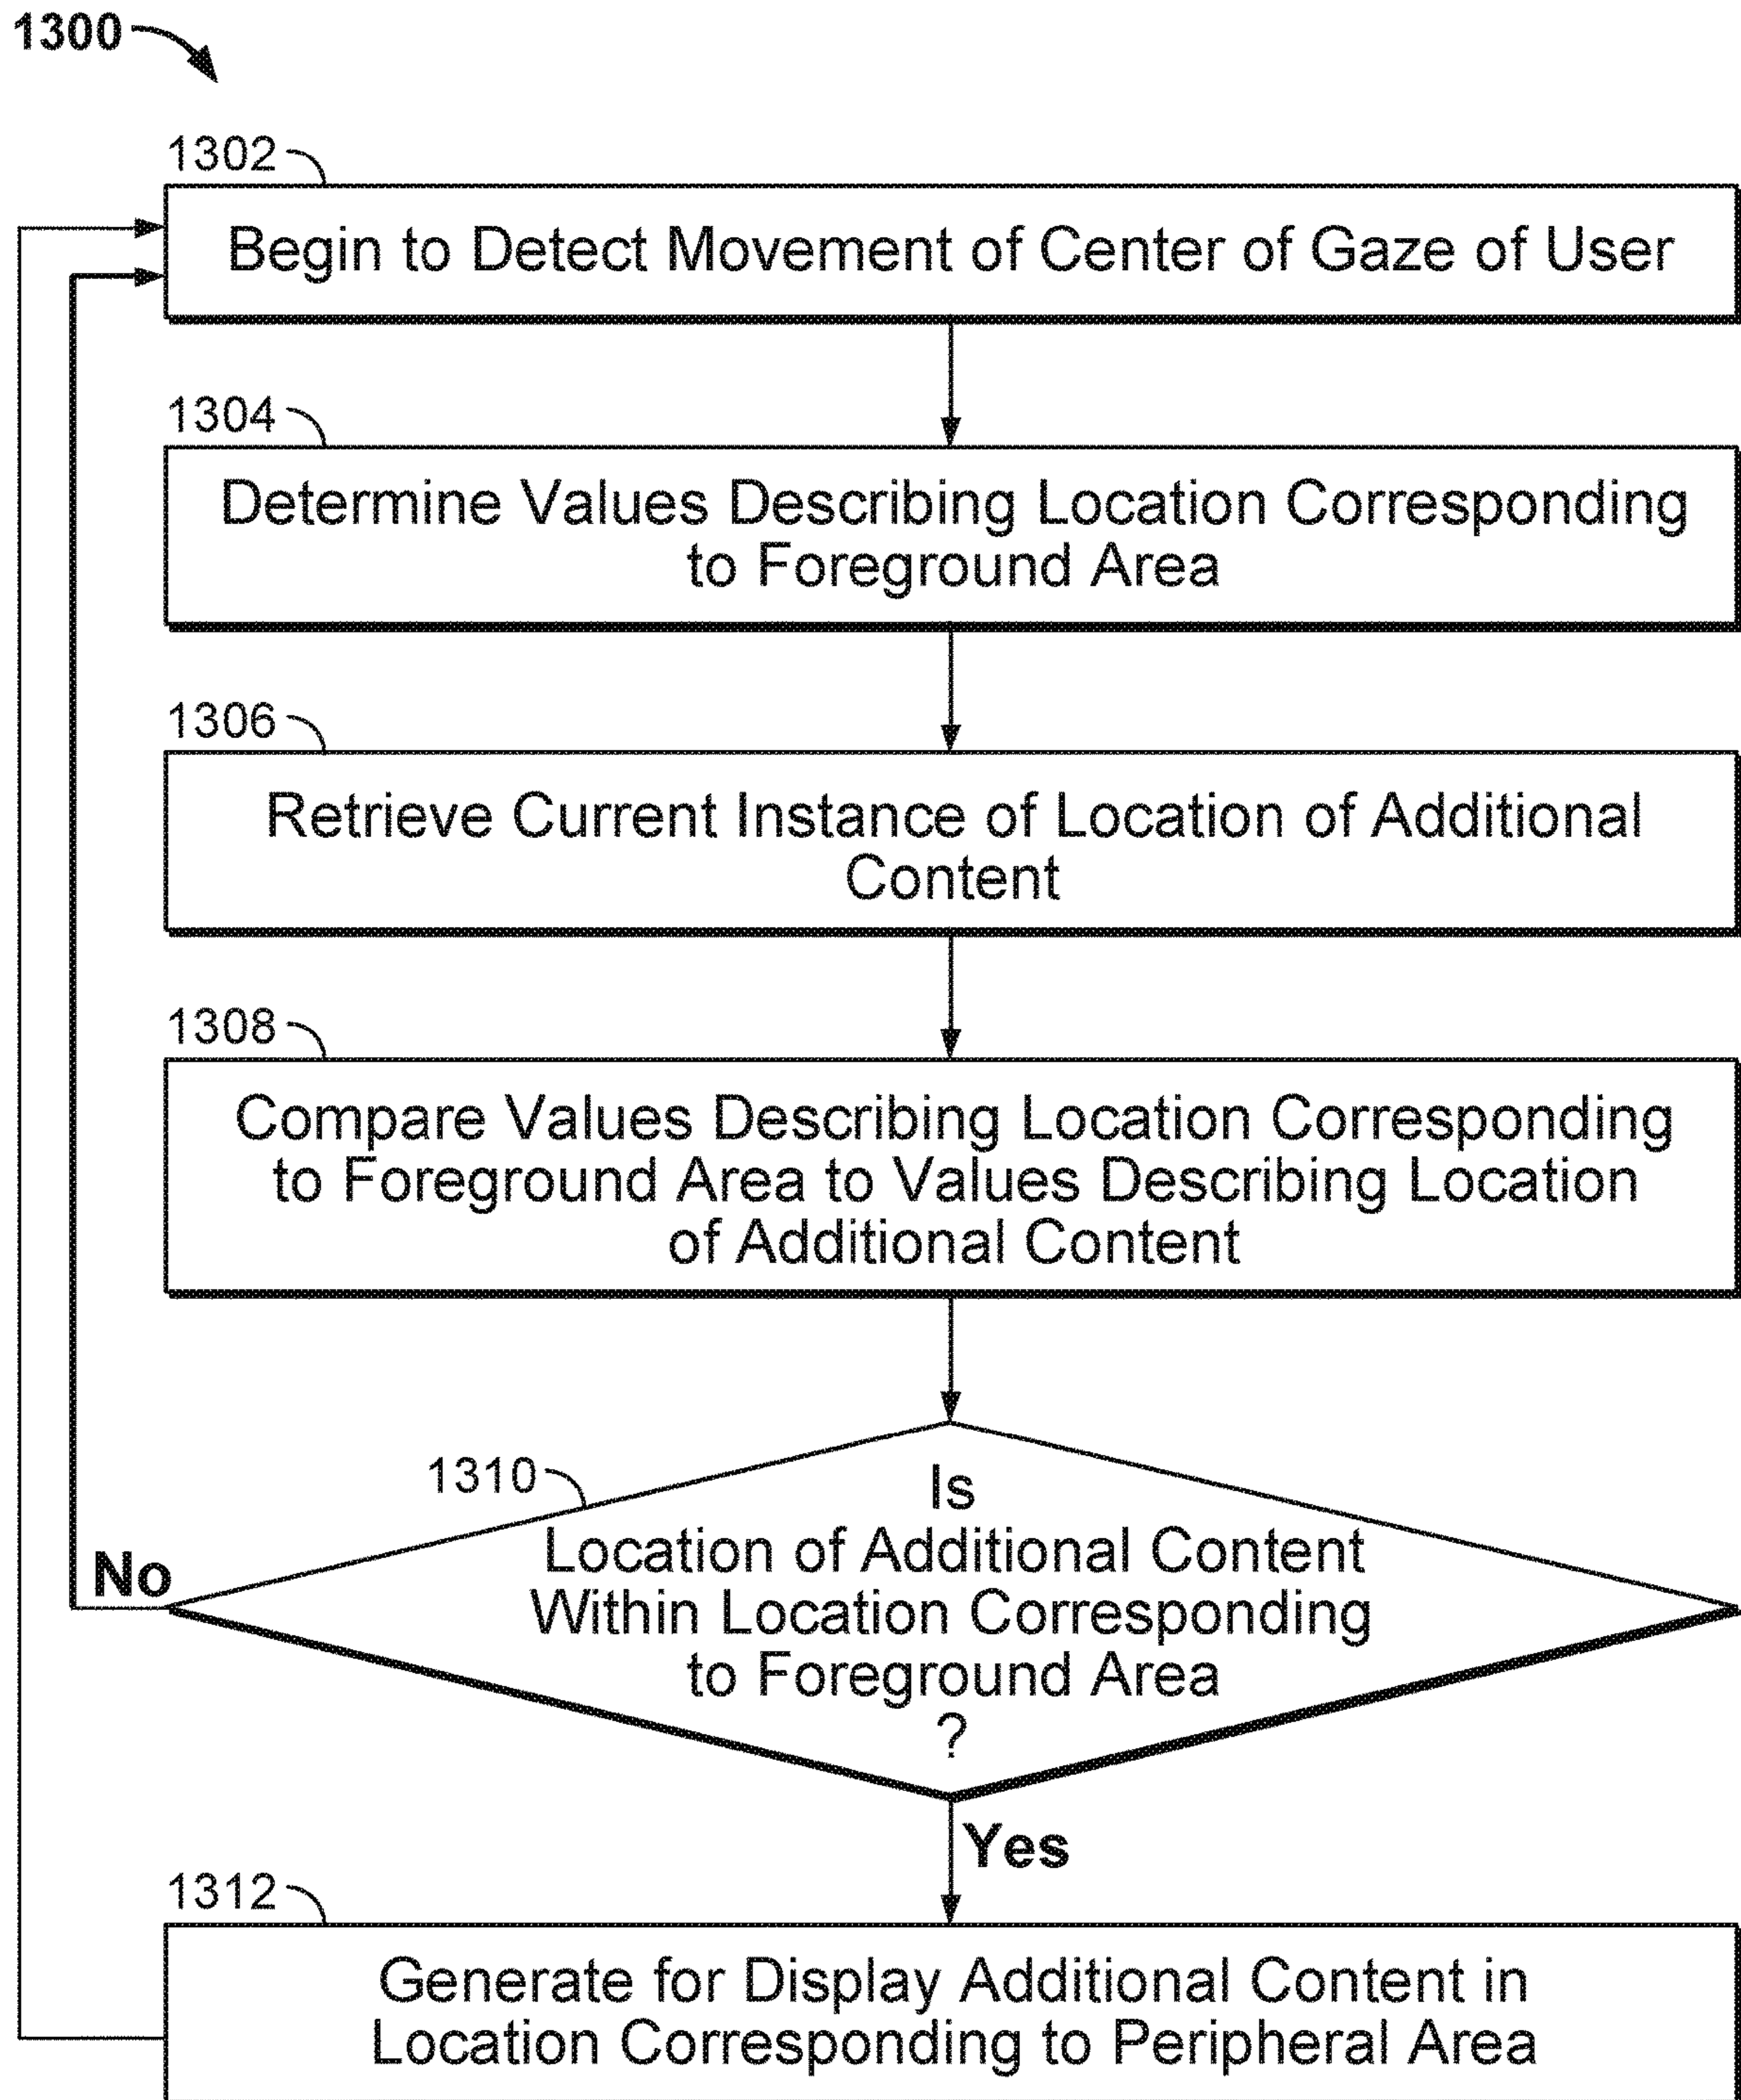 1300
1302
Begin to Detect Movement of Center of Gaze of User
1304
Determine Values Describing Location Corresponding
to Foreground Area
1306
Retrieve Current Instance of Location of Additional
Content
1308
Compare Values Describing Location Corresponding
to Foreground Area to Values Describing Location
of Additional Content
1310
Is
Location of Additional Content
Within Location Corresponding
to Foreground Area
?
No
Yes
1312
Generate for Display Additional Content in
Location Corresponding to Peripheral Area